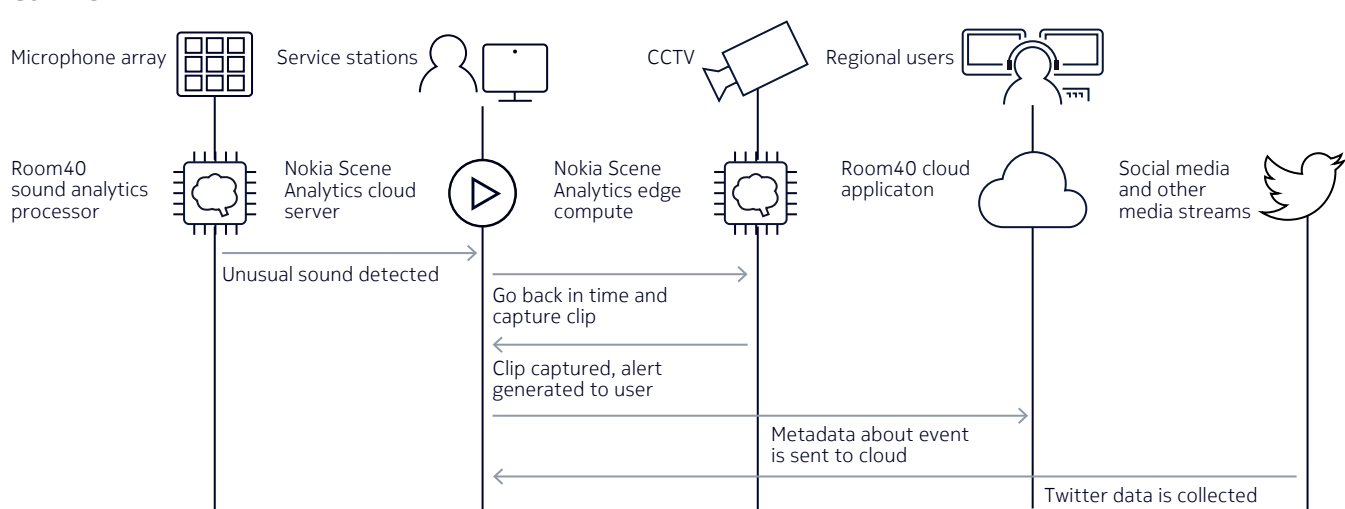 Microphone array
Service stations
CCTV
Regional users
Room40
sound analytics
processor
Nokia Scene
Analytics cloud
server
Nokia Scene
Analytics edge
compute
Room40 cloud
applicaton
Social media
and other
media streams
Unusual sound detected
Go back in time and
capture clip
Clip captured, alert
generated to user
Metadata about event
is sent to cloud
Twitter data is collected